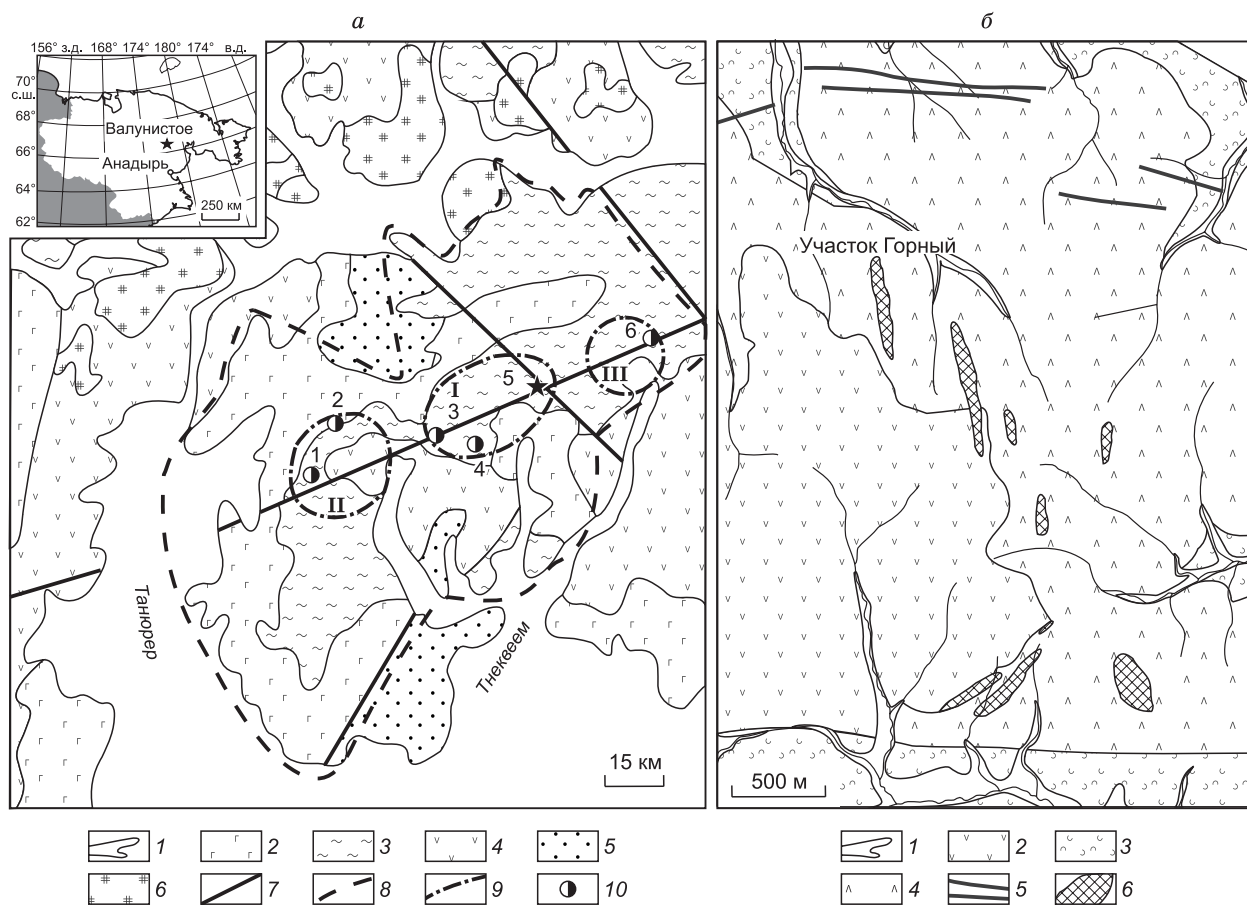 а
б
156° з.д. 168° 174° 180° 174° в.д.
70°
с.ш.
68°
66°
64°
62°
Валунистое
Анадырь
250 км
I
II
III
1
2
3
4
5
6
Танюрер
Тнеквеем
15 км
Участок Горный
500 м
1 2 3 4 5
6 7 8 9 10
1 2 3
4 5 6